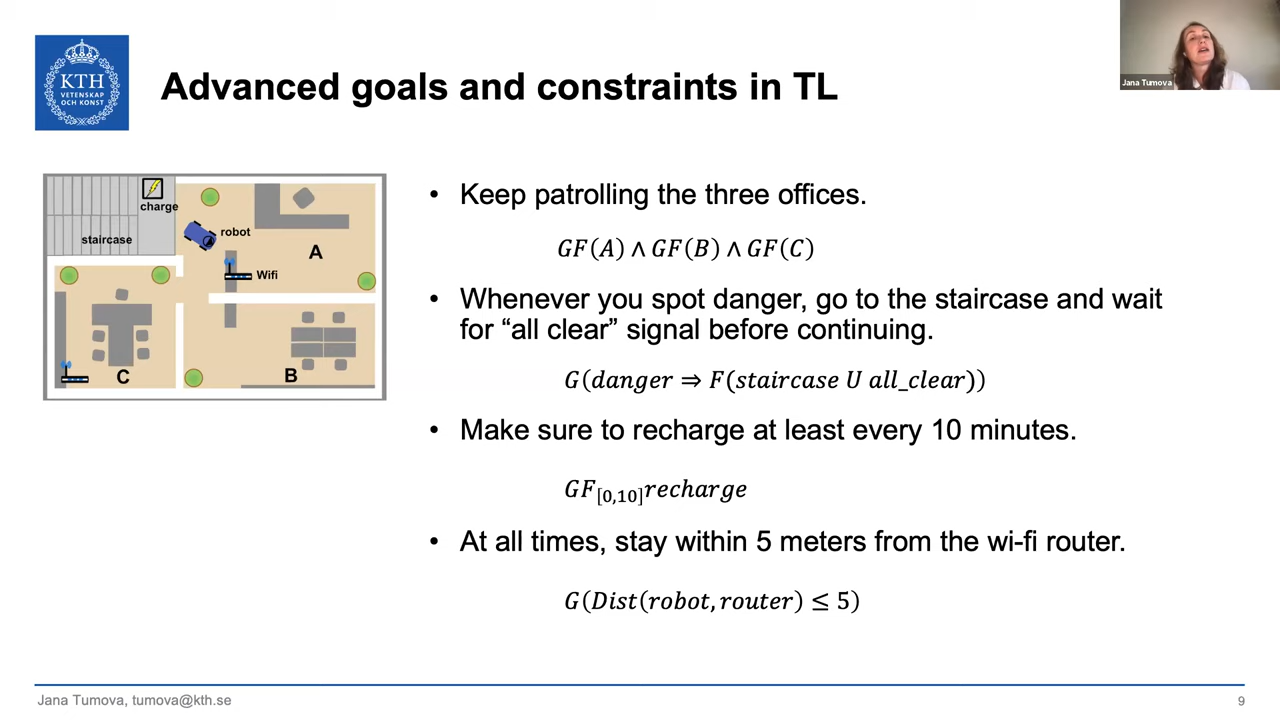 KTH
VETENSKAP
OCH KONST
Advanced goals and constraints in TL
Jana Tumova
charge
staircase
robot
A
Wifi
C
B
• Keep patrolling the three offices.
GF(A) ∧ GF(B) ∧ GF(C)
• Whenever you spot danger, go to the staircase and wait
for “all clear” signal before continuing.
G(danger ⇒ F(staircase U all_clear))
• Make sure to recharge at least every 10 minutes.
GF[0,10]recharge
• At all times, stay within 5 meters from the wi-fi router.
G(Dist(robot, router) ≤ 5)
Jana Tumova, tumova@kth.se
9